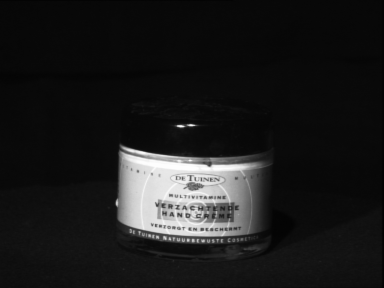 DE TUINEN
MULTIVITAMINE
VERZACHTENDE
HAND CRÈME
VERZORGT EN BESCHERMT
DE TUINEN NATUURBEWUSTE COSMETICA